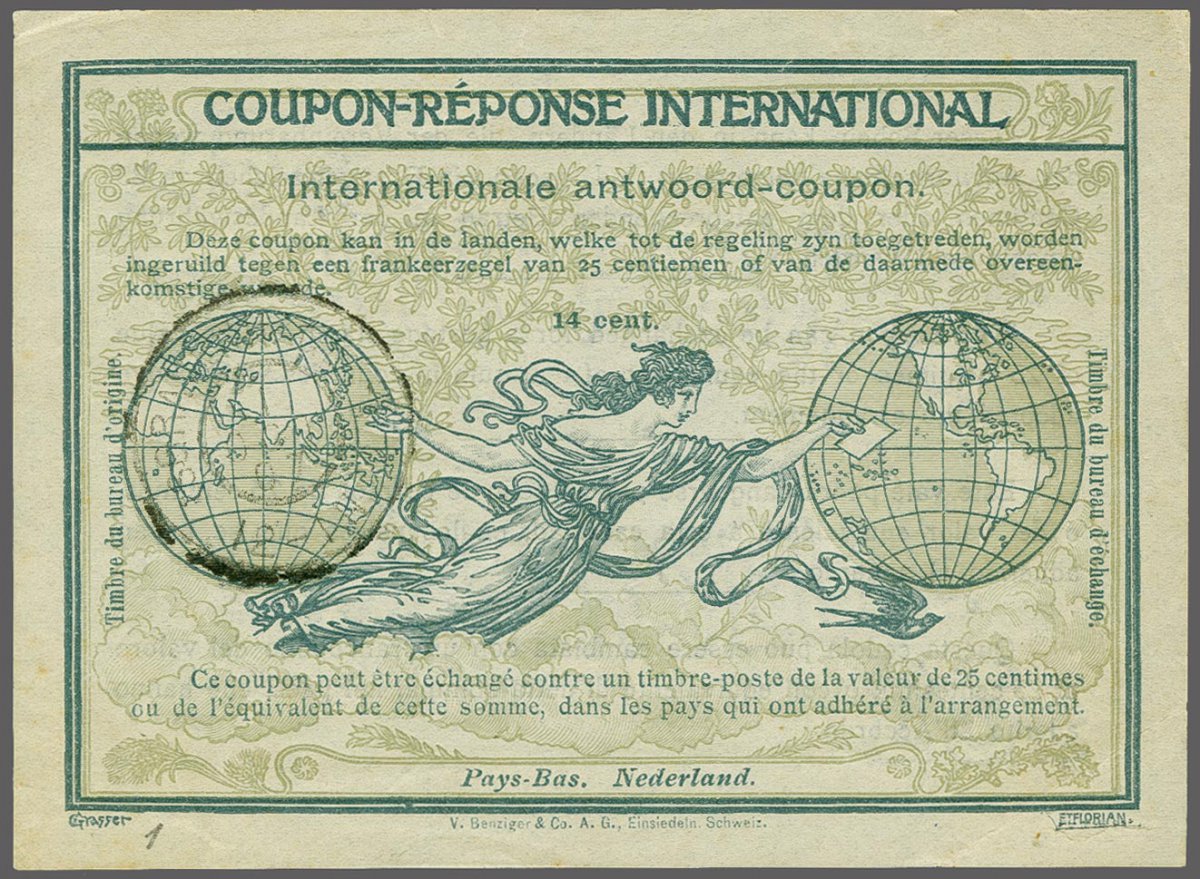 COUPON-RÉPONSE INTERNATIONAL
Internationale antwoord-coupon.
Deze coupon kan in de landen, welke tot de regeling zyn toegetreden, worden
ingeruild tegen een frankeerzegel van 25 centiemen of van de daarmede overeen-
komstige waarde.
14 cent.
Timbre du bureau d'origine.
Timbre du bureau d'échange.
Ce coupon peut être échangé contre un timbre-poste de la valeur de 25 centimes
ou de l'équivalent de cette somme, dans les pays qui ont adhéré à l'arrangement.
Pays-Bas. Nederland.
Grasset
V. Benziger & Co. A. G., Einsiedeln. Schweiz.
ET.FLORIAN.
1